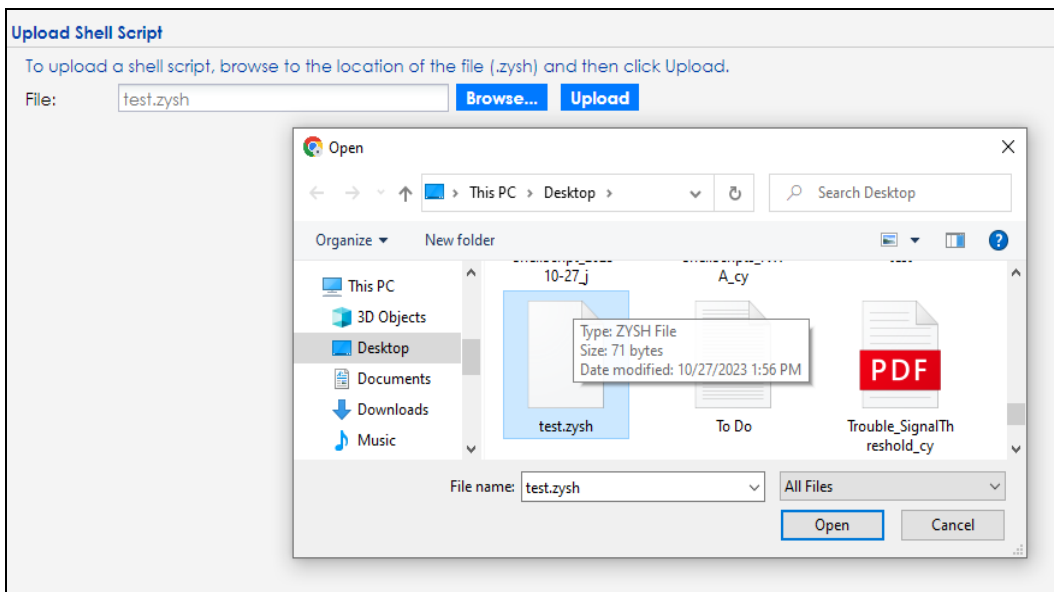 Upload Shell Script
To upload a shell script, browse to the location of the file (.zysh) and then click Upload.
File: test.zysh Browse... Upload
Open
This PC > Desktop >
Search Desktop
Organize New folder
This PC
3D Objects
Desktop
Documents
Downloads
Music
10-27_j
A_cy
Type: ZYSH File
Size: 71 bytes
Date modified: 10/27/2023 1:56 PM
PDF
test.zysh
To Do
Trouble_SignalTh
reshold_cy
File name: test.zysh All Files
Open Cancel